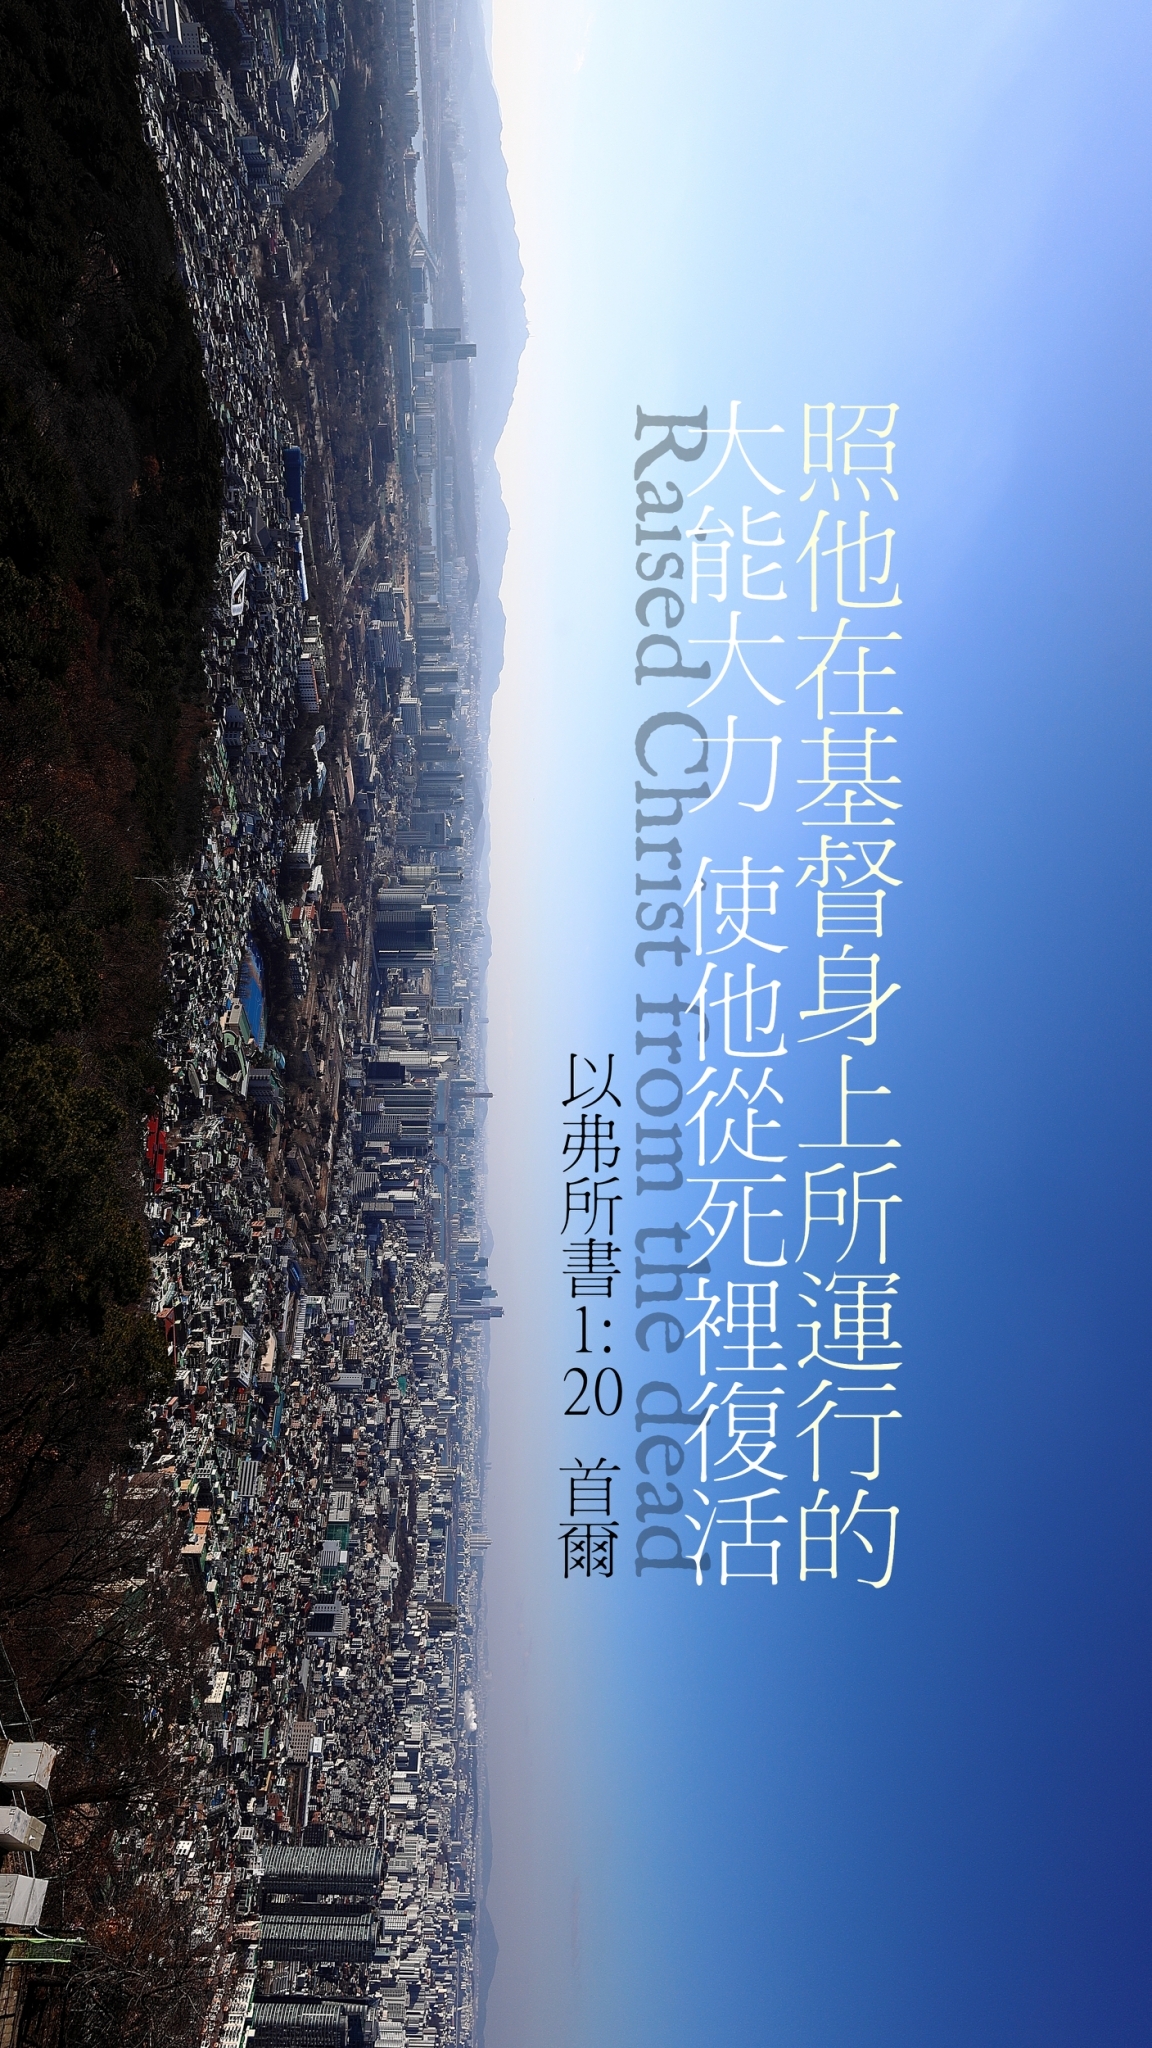 照他在基督身上所運行的
大能大力 使他從死裡復活
Raised Christ from the dead
以弗所書1:20 首爾